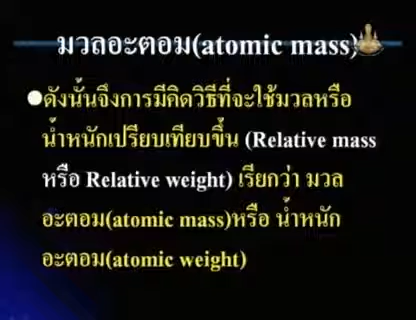 มวลอะตอม(atomic mass)
ดังนั้นจึงการมีคิดวิธีที่จะใช้มวลหรือ
น้ำหนักเปรียบเทียบขึ้น (Relative mass
หรือ Relative weight) เรียกว่า มวล
อะตอม(atomic mass)หรือ น้ำหนัก
อะตอม(atomic weight)